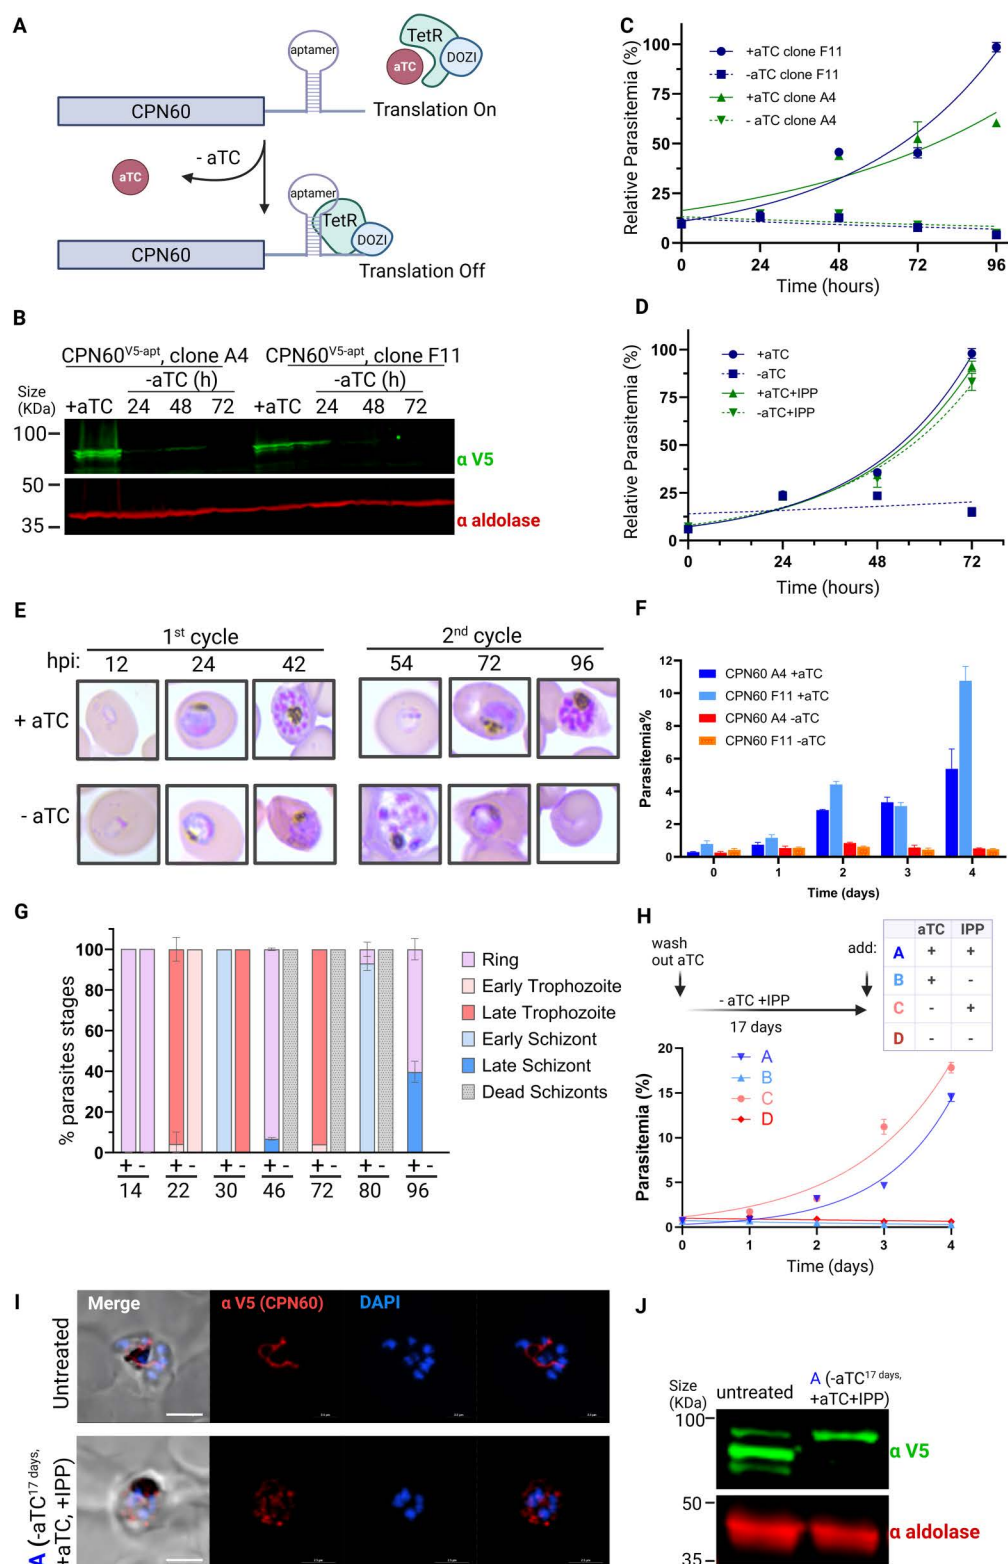 A
aptamer
TetR
aTC
DOZI
CPN60
Translation On
- aTC
aTC
aptamer
TetR
DOZI
CPN60
Translation Off
B
CPN60V5-apt, clone A4 CPN60V5-apt, clone F11
-aTC (h) -aTC (h)
Size
(KDa)
+aTC 24 48 72 +aTC 24 48 72
100
α V5
50
35
α aldolase
C
Relative Parasitemia (%)
100
75
50
25
0
+aTC clone F11
-aTC clone F11
+aTC clone A4
- aTC clone A4
0 24 48 72 96
Time (hours)
D
Relative Parasitemia (%)
100
75
50
25
0
+aTC
-aTC
+aTC+IPP
-aTC+IPP
0 24 48 72
Time (hours)
E
1st cycle 2nd cycle
hpi: 12 24 42 54 72 96
+ aTC
- aTC
F
Parasitemia%
12
10
8
6
4
2
0
CPN60 A4 +aTC
CPN60 F11 +aTC
CPN60 A4 -aTC
CPN60 F11 -aTC
0 1 2 3 4
Time (days)
G
% parasites stages
100
80
60
40
20
0
+ - + - + - + - + - + - + -
14 22 30 46 72 80 96
Ring
Early Trophozoite
Late Trophozoite
Early Schizont
Late Schizont
Dead Schizonts
H
wash
out aTC
- aTC +IPP
17 days
add:
aTC IPP
A + +
B + -
C - +
D - -
Parasitemia (%)
20
15
10
5
0
A
B
C
D
0 1 2 3 4
Time (days)
I
Untreated
Merge α V5 (CPN60) DAPI
A (-aTC17 days,
+aTC, +IPP)
J
Size
(KDa)
untreated
A (-aTC17 days,
+aTC+IPP)
100
α V5
50
35
α aldolase